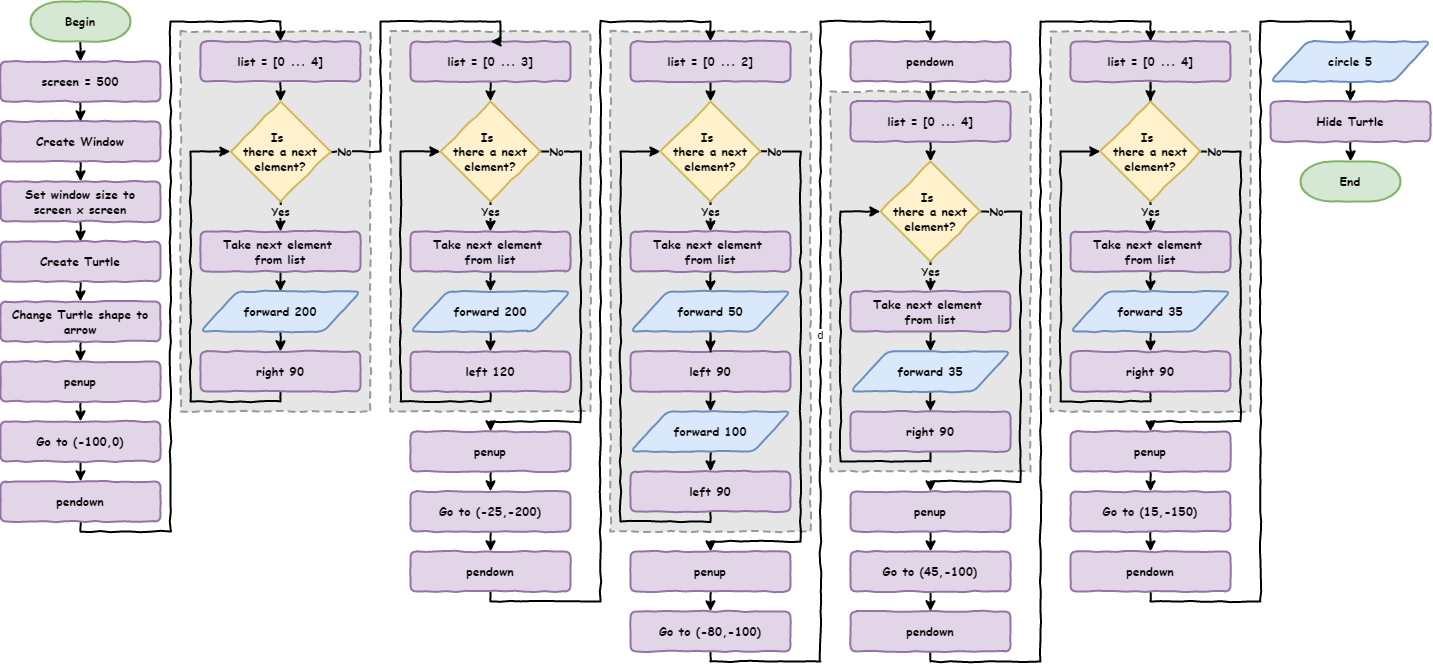 Begin
screen = 500
Create Window
Set window size to
screen x screen
Create Turtle
Change Turtle shape to
arrow
penup
Go to (-100,0)
pendown
list = [0 ... 4]
Is
there a next
element?
No
Yes
Take next element
from list
forward 200
right 90
list = [0 ... 3]
Is
there a next
element?
No
Yes
Take next element
from list
forward 200
left 120
penup
Go to (-25,-200)
pendown
list = [0 ... 2]
Is
there a next
element?
No
Yes
Take next element
from list
forward 50
left 90
forward 100
left 90
penup
Go to (-80,-100)
d
pendown
list = [0 ... 4]
Is
there a next
element?
No
Yes
Take next element
from list
forward 35
right 90
penup
Go to (45,-100)
pendown
list = [0 ... 4]
Is
there a next
element?
No
Yes
Take next element
from list
forward 35
right 90
penup
Go to (15,-150)
pendown
circle 5
Hide Turtle
End